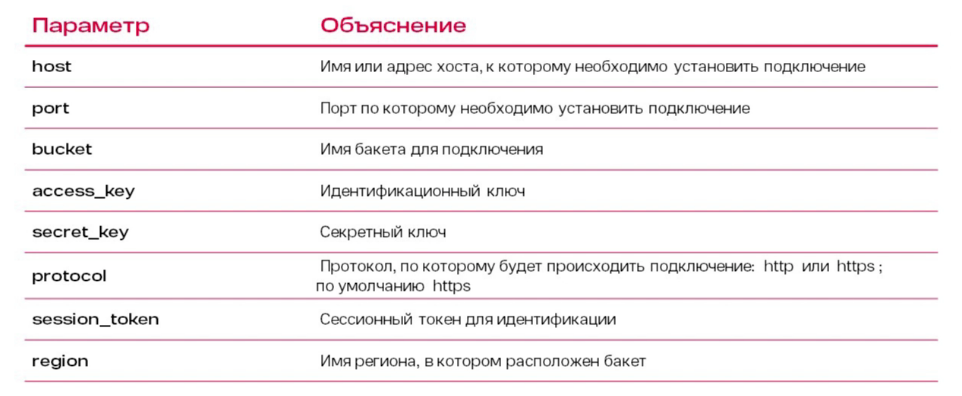 Параметр Объяснение
host Имя или адрес хоста, к которому необходимо установить подключение
port Порт по которому необходимо установить подключение
bucket Имя бакета для подключения
access_key Идентификационный ключ
secret_key Секретный ключ
protocol Протокол, по которому будет происходить подключение: http или https ;
по умолчанию https
session_token Сессионный токен для идентификации
region Имя региона, в котором расположен бакет